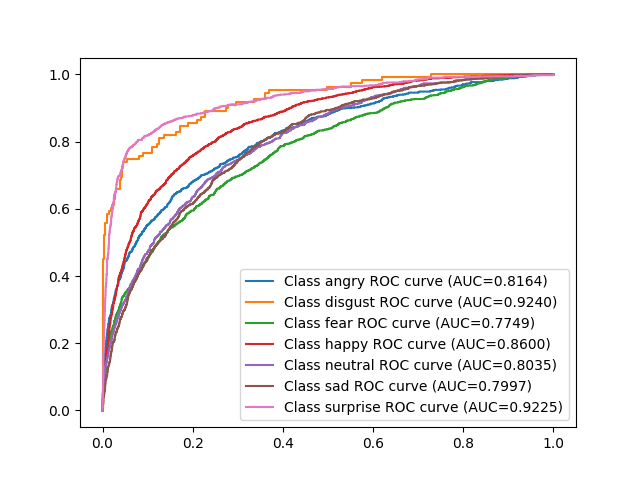 1.0
0.8
0.6
0.4
0.2
0.0
0.0 0.2 0.4 0.6 0.8 1.0
Class angry ROC curve (AUC=0.8164)
Class disgust ROC curve (AUC=0.9240)
Class fear ROC curve (AUC=0.7749)
Class happy ROC curve (AUC=0.8600)
Class neutral ROC curve (AUC=0.8035)
Class sad ROC curve (AUC=0.7997)
Class surprise ROC curve (AUC=0.9225)